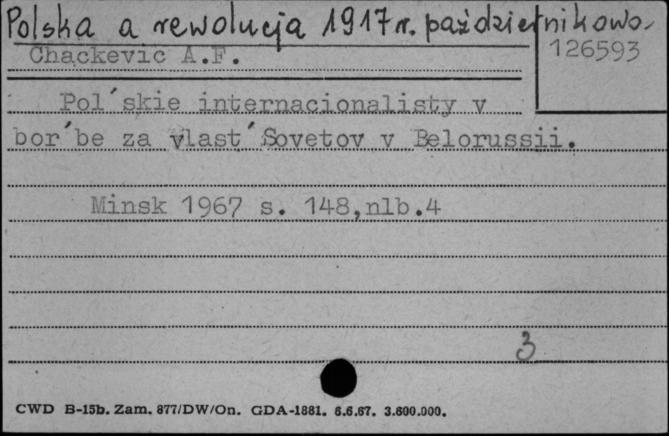 Polska a rewolucja 1917 r. październikowa
126593
Chackevic A.F.
Pol´skie internacionalisty v
bor´be za vlast´Sovetov v Belorussii.
Minsk 1967 s. 148,nlb.4
3
CWD B-15b. Zam. 877/DW/On. GDA-1881. 6.6.67. 3.600.000.